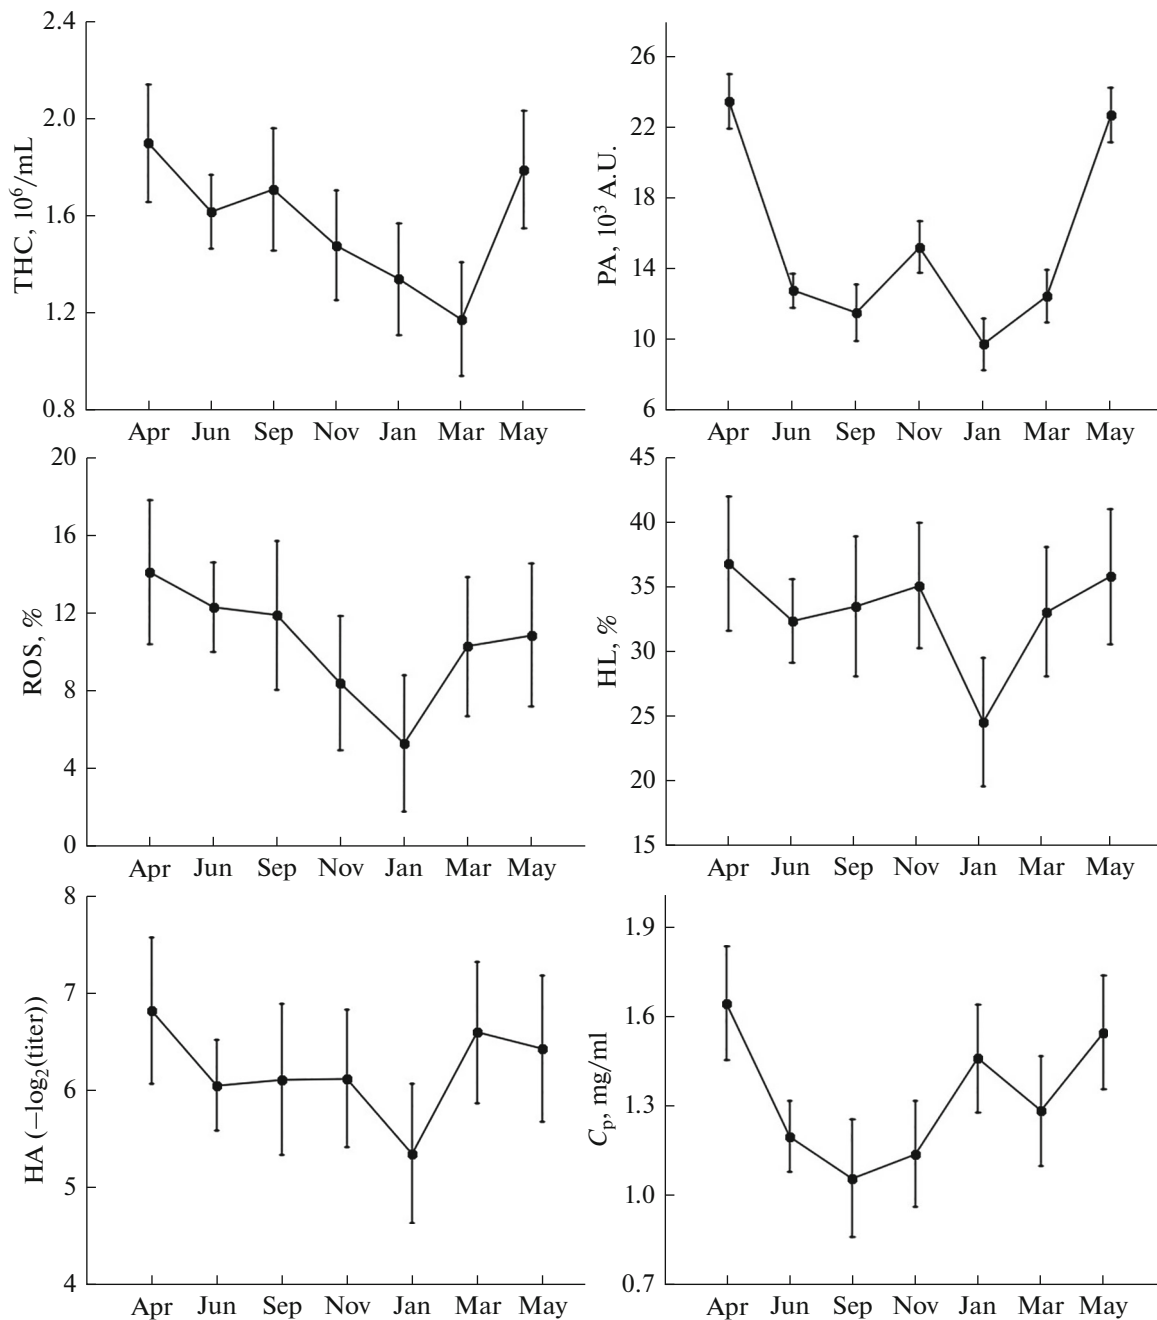 2.4
2.0
1.6
1.2
0.8
THC, 10⁶/mL
Apr Jun Sep Nov Jan Mar May
26
22
18
14
10
6
PA, 10³ A.U.
Apr Jun Sep Nov Jan Mar May
20
16
12
8
4
0
ROS, %
Apr Jun Sep Nov Jan Mar May
45
40
35
30
25
20
15
HL, %
Apr Jun Sep Nov Jan Mar May
8
7
6
5
4
HA (−log₂(titer))
Apr Jun Sep Nov Jan Mar May
1.9
1.6
1.3
1.0
0.7
Cₚ, mg/ml
Apr Jun Sep Nov Jan Mar May